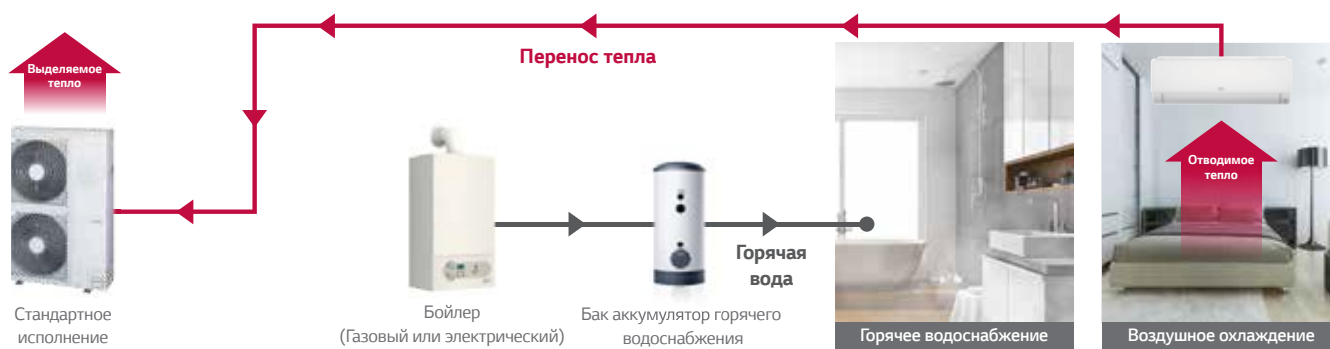 Перенос тепла
Выделяемое
тепло
Отводимое
тепло
Горячая
вода
Стандартное
исполнение
Бойлер
(Газовый или электрический)
Бак аккумулятор горячего
водоснабжения
Горячее водоснабжение
Воздушное охлаждение